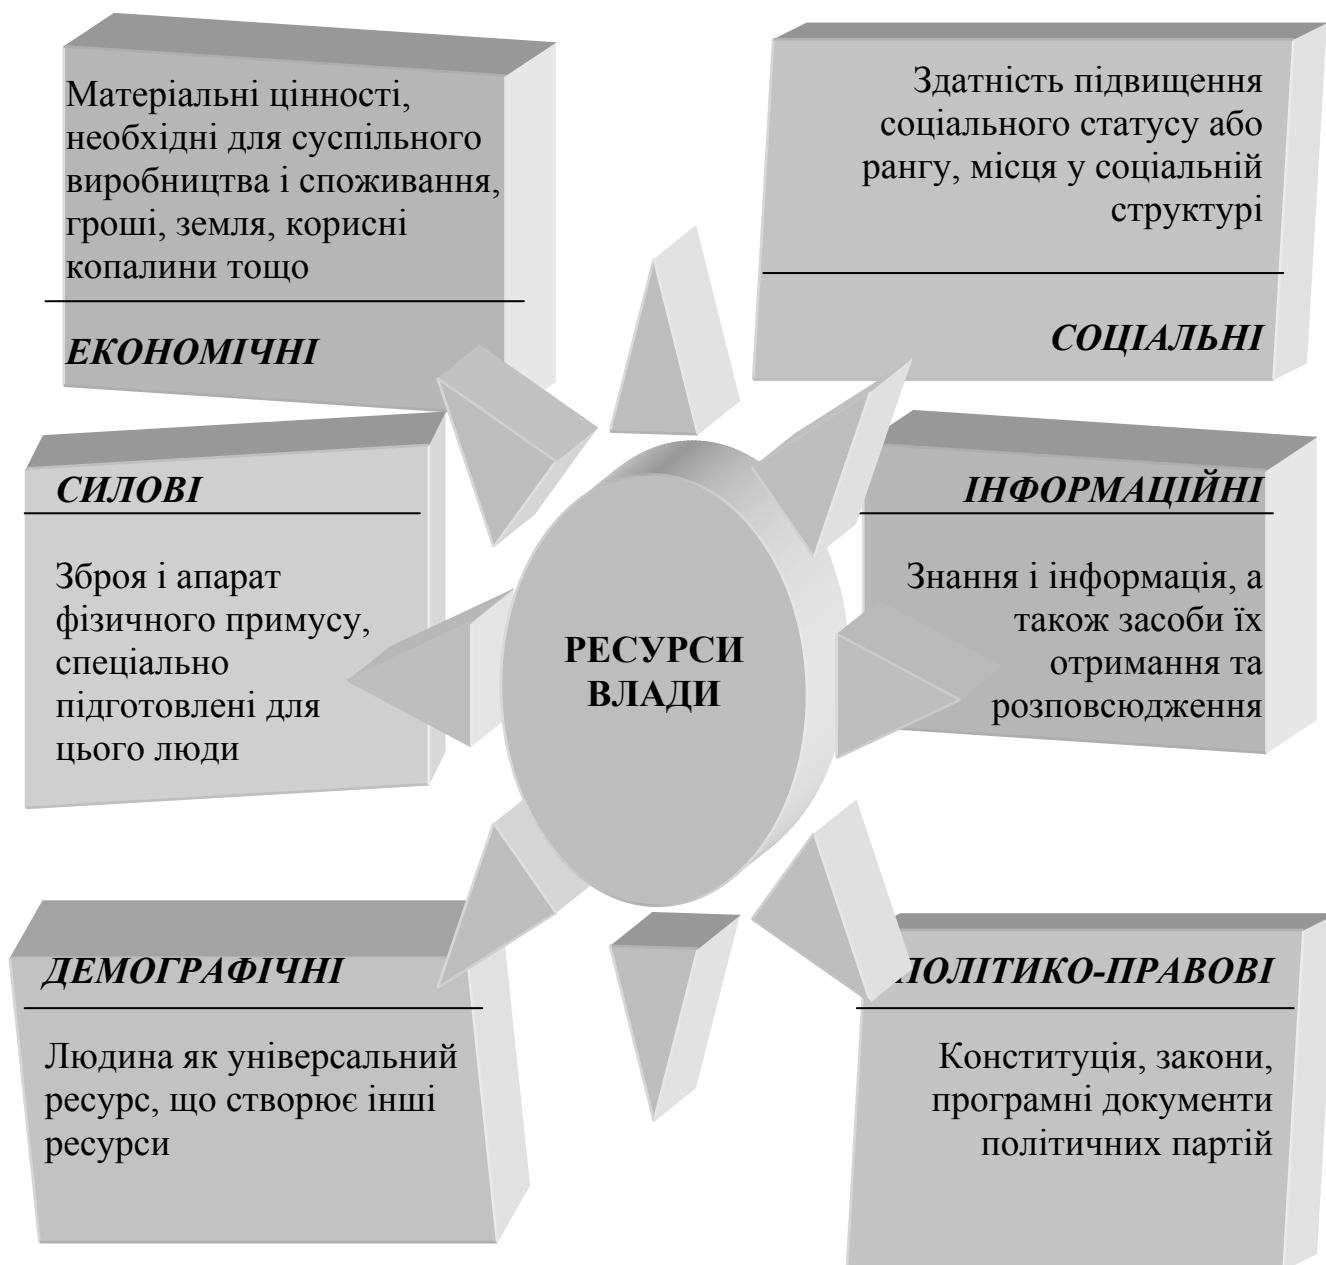 Матеріальні цінності,
необхідні для суспільного
виробництва і споживання,
гроші, земля, корисні
копалини тощо
ЕКОНОМІЧНІ
Здатність підвищення
соціального статусу або
рангу, місця у соціальній
структурі
СОЦІАЛЬНІ
СИЛОВІ
Зброя і апарат
фізичного примусу,
спеціально
підготовлені для
цього люди
РЕСУРСИ
ВЛАДИ
ІНФОРМАЦІЙНІ
Знання і інформація, а
також засоби їх
отримання та
розповсюдження
ДЕМОГРАФІЧНІ
Людина як універсальний
ресурс, що створює інші
ресурси
ПОЛІТИКО-ПРАВОВІ
Конституція, закони,
програмні документи
політичних партій